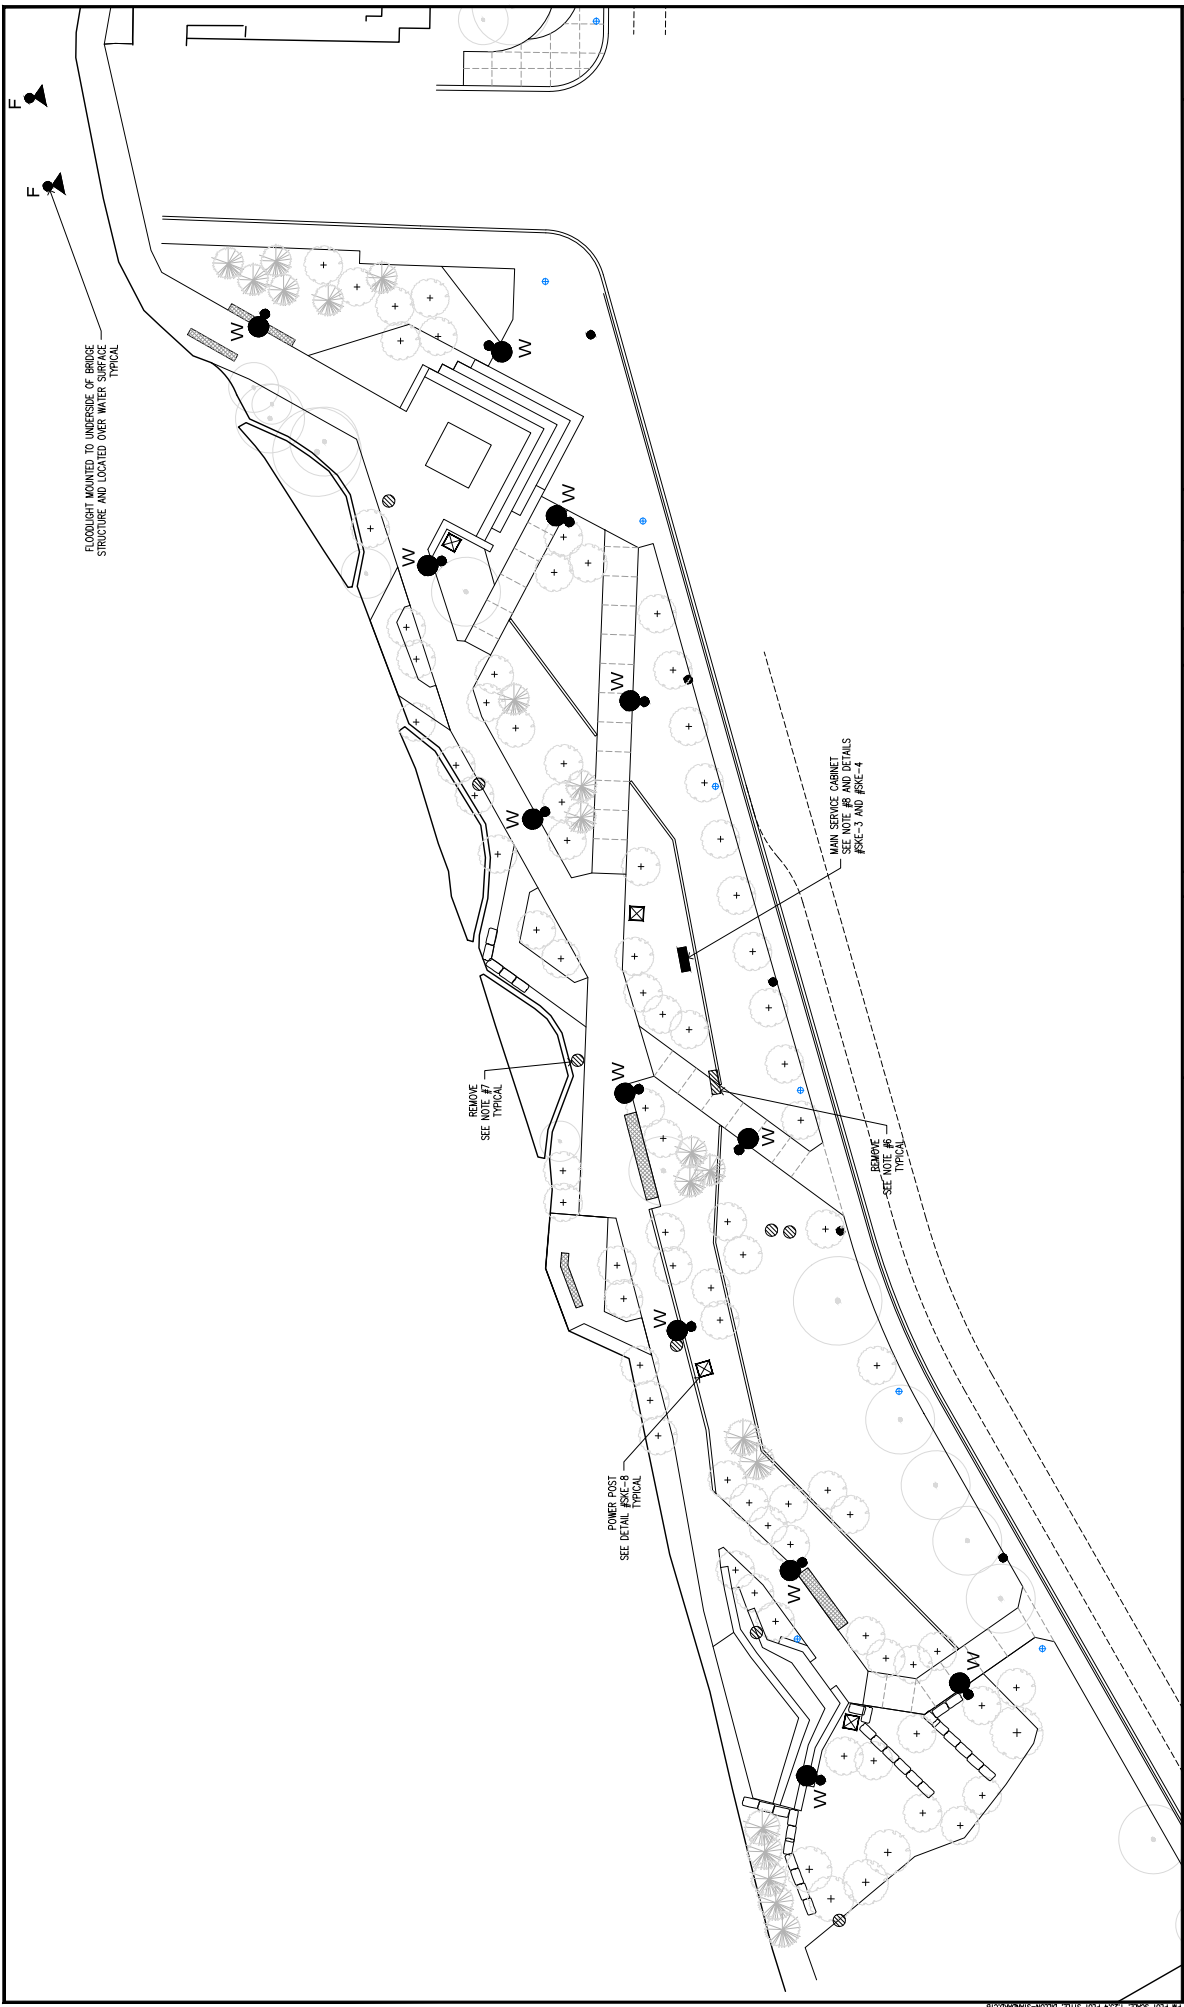 F
F
FLOODLIGHT MOUNTED TO UNDERSIDE OF BRIDGE
STRUCTURE AND LOCATED OVER WATER SURFACE
TYPICAL
W
W
W
W
W
W
MAIN SERVICE CABINET
SEE NOTE #8 AND DETAILS
#SKE-3 AND #SKE-4
REMOVE
SEE NOTE #7
TYPICAL
W
W
REMOVE
SEE NOTE #6
TYPICAL
W
POWER POST
SEE DETAIL #SKE-8
TYPICAL
W
W
W